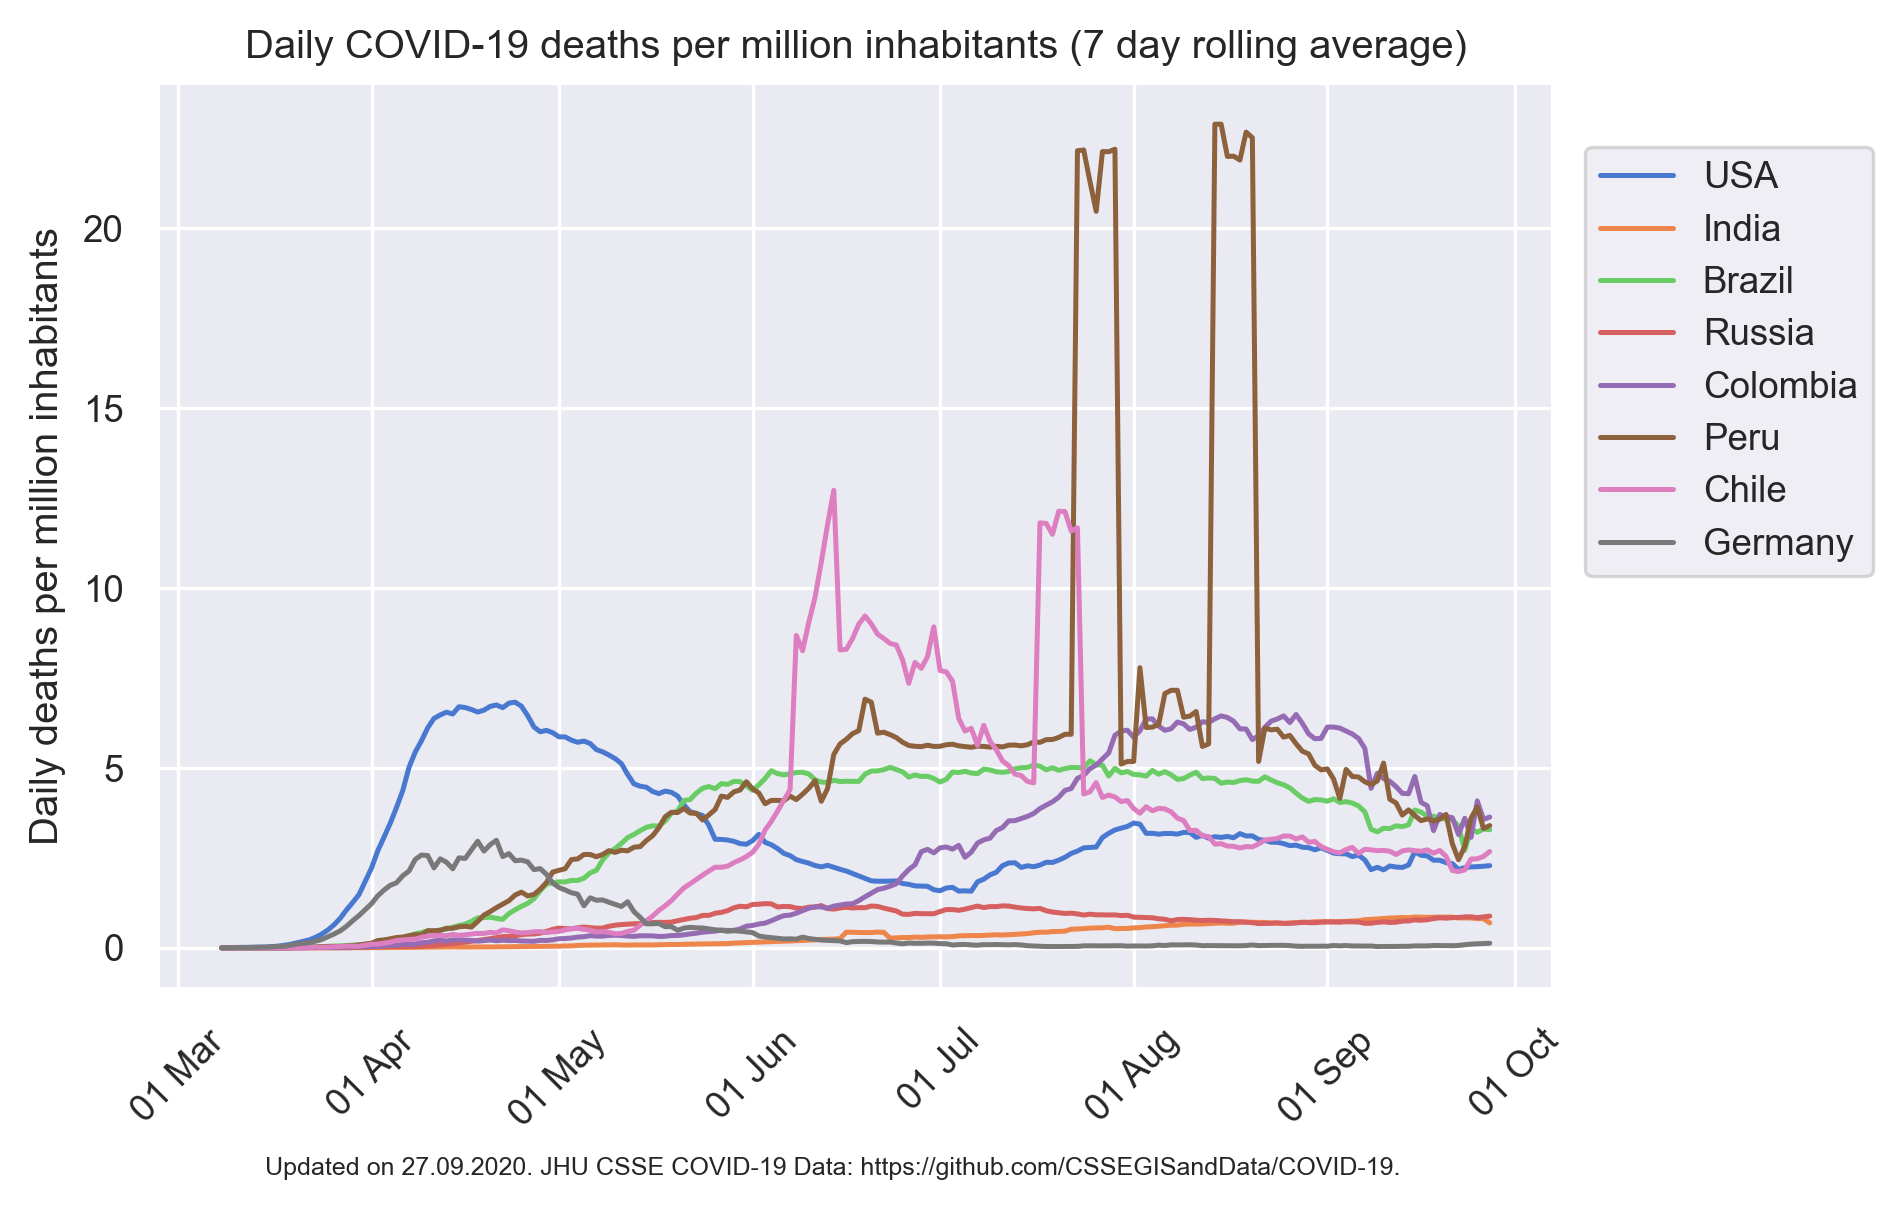 Daily COVID-19 deaths per million inhabitants (7 day rolling average)
Daily deaths per million inhabitants
20
15
10
5
0
01 Mar
01 Apr
01 May
01 Jun
01 Jul
01 Aug
01 Sep
01 Oct
USA
India
Brazil
Russia
Colombia
Peru
Chile
Germany
Updated on 27.09.2020. JHU CSSE COVID-19 Data: https://github.com/CSSEGISandData/COVID-19.